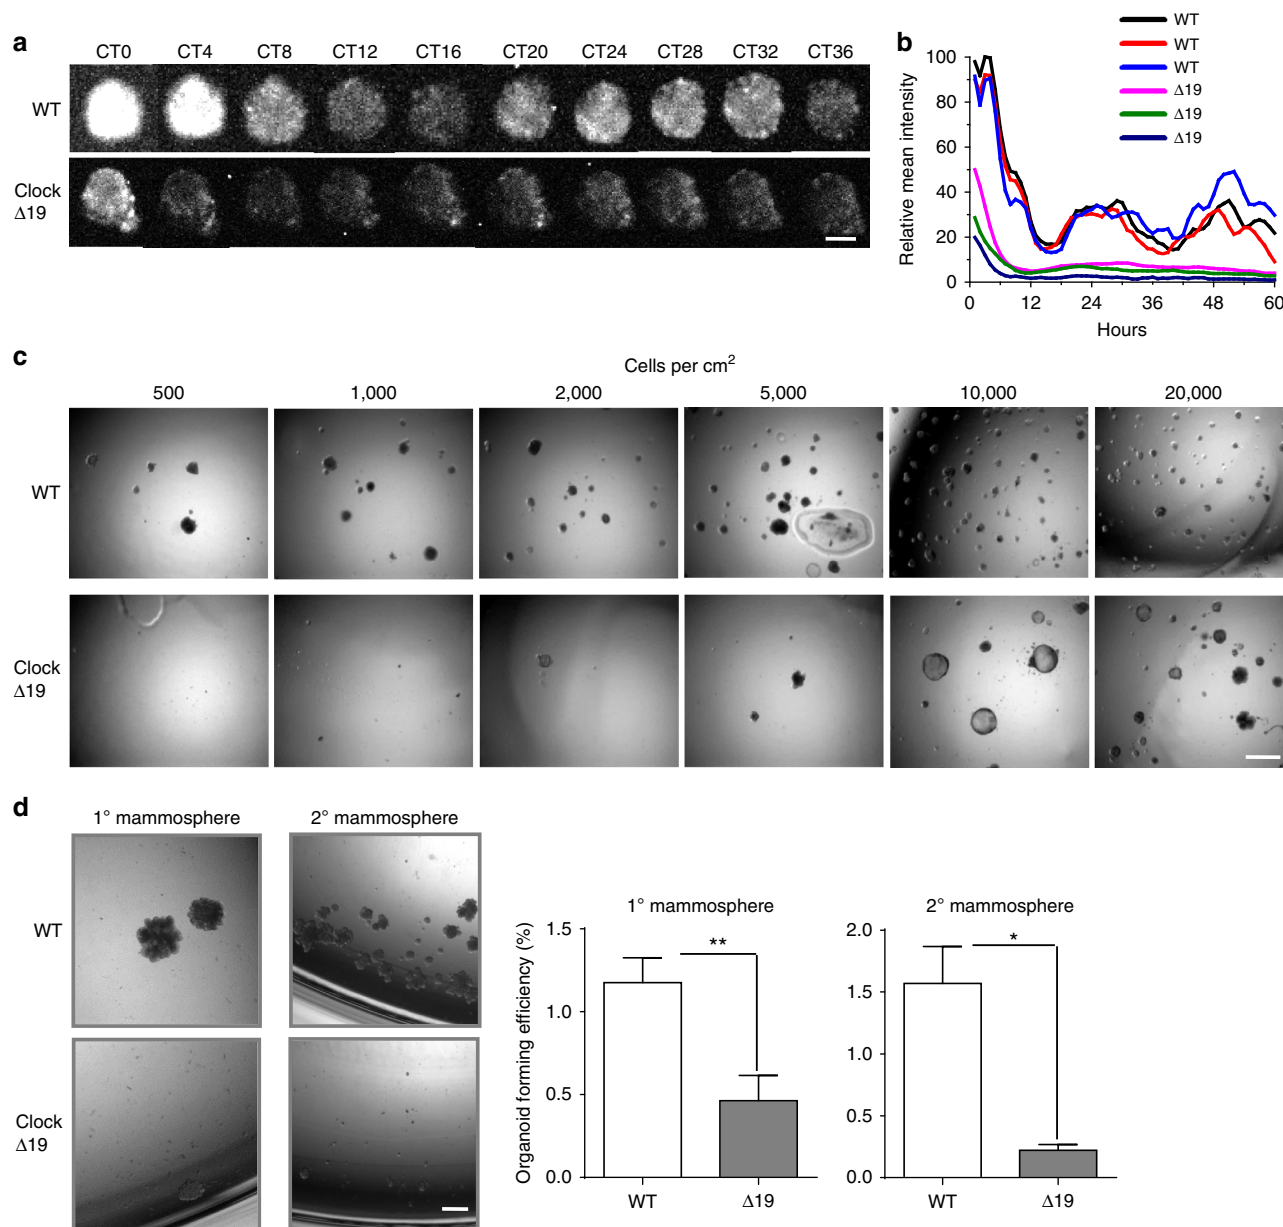 a
CT0 CT4 CT8 CT12 CT16 CT20 CT24 CT28 CT32 CT36
WT
Clock
Δ19
b
WT
WT
WT
Δ19
Δ19
Δ19
Relative mean intensity
100
80
60
40
20
0
0 12 24 36 48 60
Hours
c
Cells per cm²
500 1,000 2,000 5,000 10,000 20,000
WT
Clock
Δ19
d
1° mammosphere 2° mammosphere
WT
Clock
Δ19
1° mammosphere
Organoid forming efficiency (%)
1.5
1.0
0.5
0.0
**
WT Δ19
2° mammosphere
2.0
1.5
1.0
0.5
0.0
*
WT Δ19